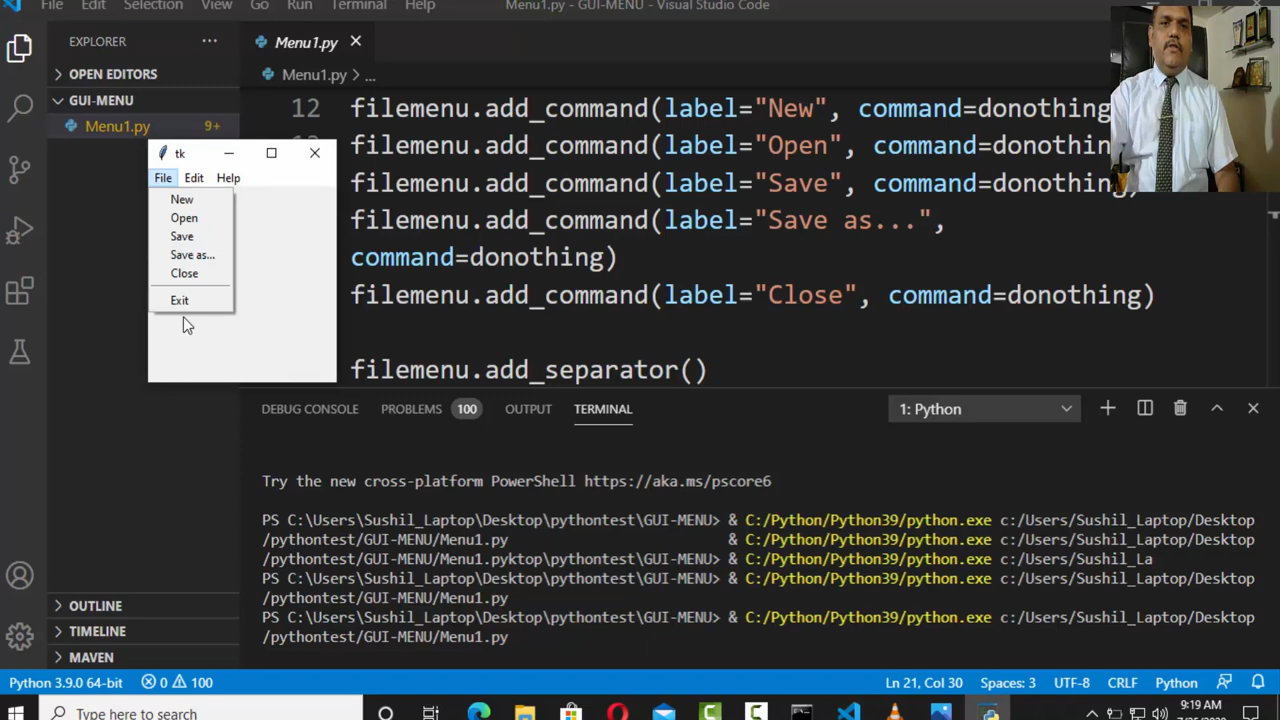 File Edit Selection View Go Run Terminal Help Menu1.py - GUI-MENU - Visual Studio Code
EXPLORER ...
Menu1.py
OPEN EDITORS
Menu1.py > ...
GUI-MENU
Menu1.py 9+
12 filemenu.add_command(label="New", command=donothing
filemenu.add_command(label="Open", command=donothing
filemenu.add_command(label="Save", command=donothing)
filemenu.add_command(label="Save as...",
command=donothing)
filemenu.add_command(label="Close", command=donothing)
filemenu.add_separator()
tk
File Edit Help
New
Open
Save
Save as...
Close
Exit
DEBUG CONSOLE PROBLEMS 100 OUTPUT TERMINAL 1: Python
Try the new cross-platform PowerShell https://aka.ms/pscore6
PS C:\Users\Sushil_Laptop\Desktop\pythontest\GUI-MENU> & C:/Python/Python39/python.exe c:/Users/Sushil_Laptop/Desktop
/pythontest/GUI-MENU/Menu1.py & C:/Python/Python39/python.exe c:/Users/Sushil_Laptop/Desktop
/pythontest/GUI-MENU/Menu1.pyktop\pythontest\GUI-MENU> & C:/Python/Python39/python.exe c:/Users/Sushil_La
PS C:\Users\Sushil_Laptop\Desktop\pythontest\GUI-MENU> & C:/Python/Python39/python.exe c:/Users/Sushil_Laptop/Desktop
/pythontest/GUI-MENU/Menu1.py
PS C:\Users\Sushil_Laptop\Desktop\pythontest\GUI-MENU> & C:/Python/Python39/python.exe c:/Users/Sushil_Laptop/Desktop
/pythontest/GUI-MENU/Menu1.py
OUTLINE
TIMELINE
MAVEN
Python 3.9.0 64-bit 0 100 Ln 21, Col 30 Spaces: 3 UTF-8 CRLF Python
Type here to search
9:19 AM